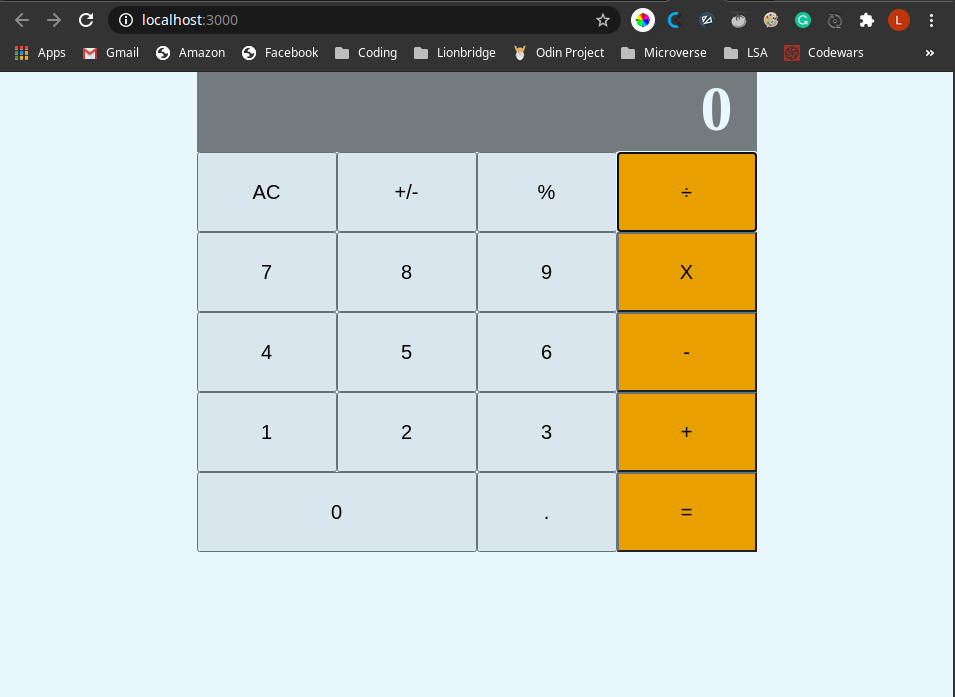 localhost:3000
L
Apps Gmail Amazon Facebook Coding Lionbridge Odin Project Microverse LSA Codewars »
0
AC +/- % ÷
7 8 9 X
4 5 6 -
1 2 3 +
0 . =